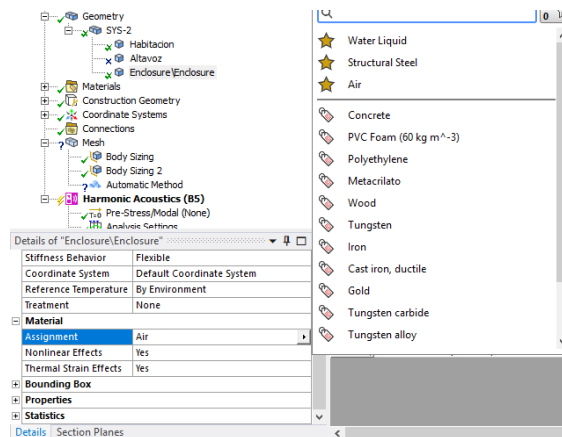 Geometry
SYS-2
Habitacion
Altavoz
Enclosure\Enclosure
Materials
Construction Geometry
Coordinate Systems
Connections
Mesh
Body Sizing
Body Sizing 2
Automatic Method
Harmonic Acoustics (B5)
T=0 Pre-Stress/Modal (None)
Analysis Settings
Details of "Enclosure\Enclosure"
Stiffness Behavior Flexible
Coordinate System Default Coordinate System
Reference Temperature By Environment
Treatment None
Material
Assignment Air
Nonlinear Effects Yes
Thermal Strain Effects Yes
Bounding Box
Properties
Statistics
Details Section Planes
0
Water Liquid
Structural Steel
Air
Concrete
PVC Foam (60 kg m^-3)
Polyethylene
Metacrilato
Wood
Tungsten
Iron
Cast iron, ductile
Gold
Tungsten carbide
Tungsten alloy